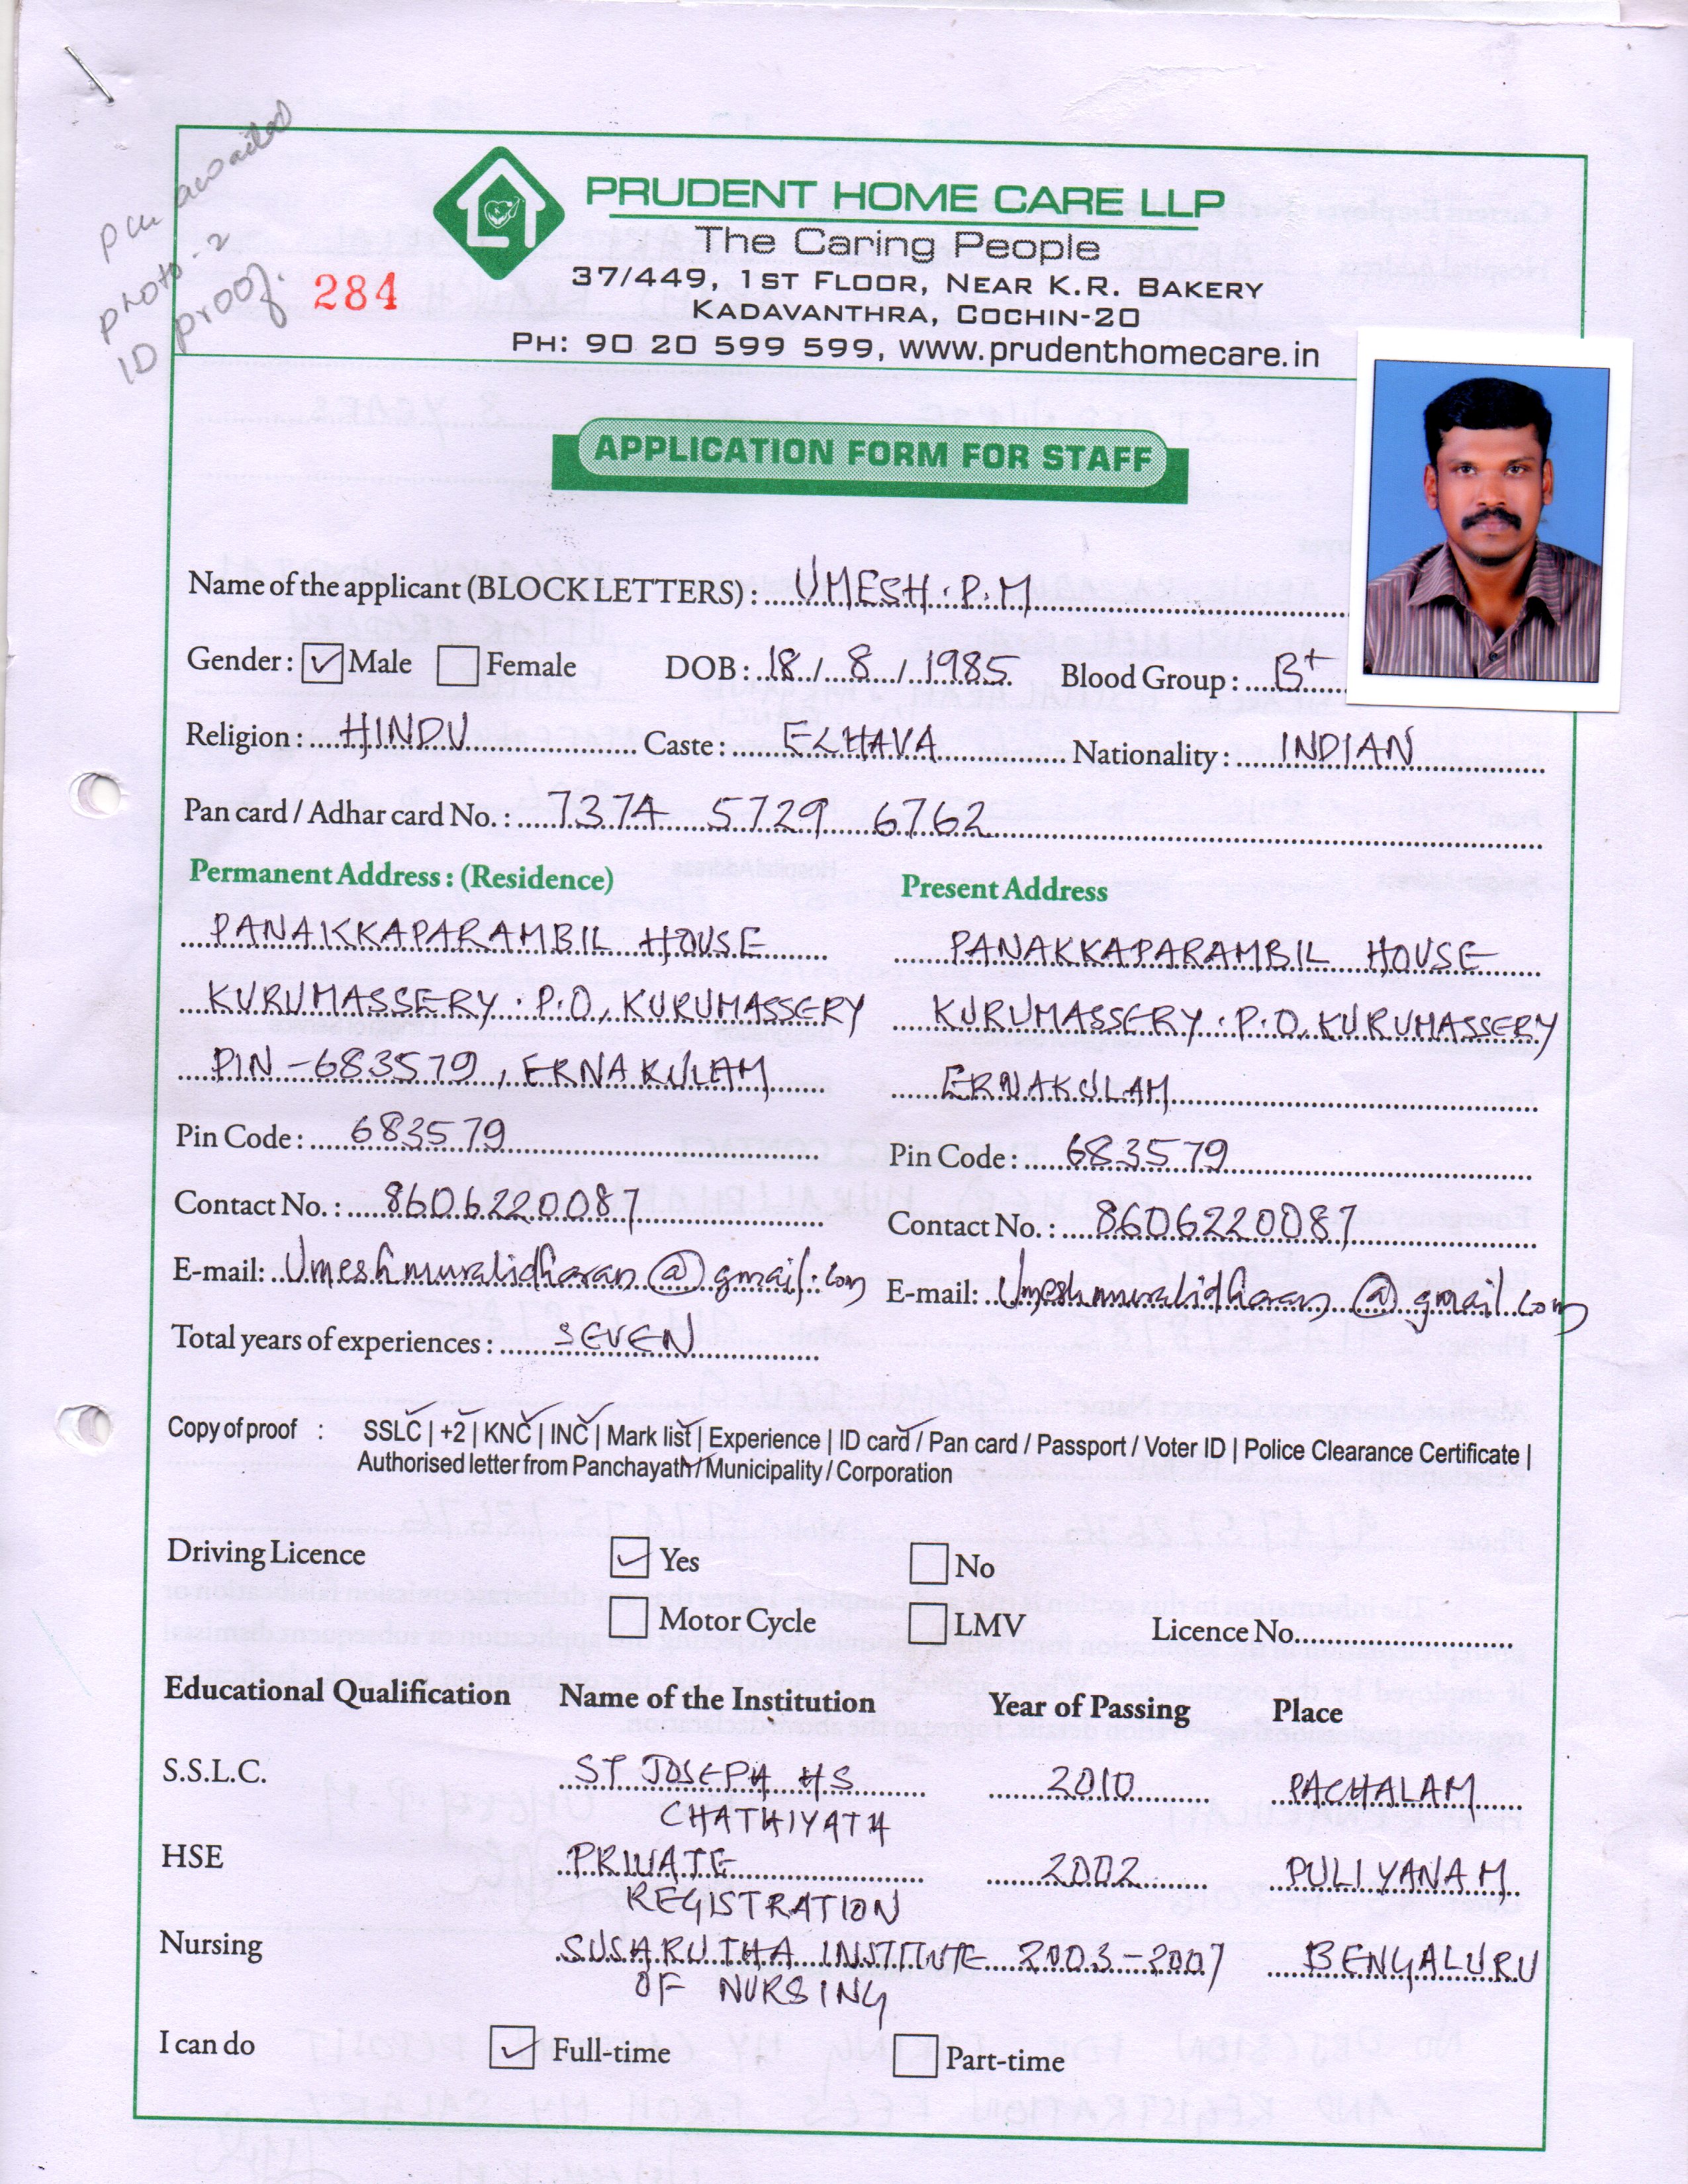 pcc awaited
photo - 2
ID proof.
284
PRUDENT HOME CARE LLP
The Caring People
37/449, 1ST FLOOR, NEAR K.R. BAKERY
KADAVANTHRA, COCHIN-20
PH: 90 20 599 599, www.prudenthomecare.in
APPLICATION FORM FOR STAFF
Name of the applicant (BLOCK LETTERS) : UMESH . P. M
Gender : Male Female DOB : 18 / 8 / 1985 Blood Group : B+
Religion : HINDU Caste : EZHAVA Nationality : INDIAN
Pan card / Adhar card No. : 7374 5729 6762
Permanent Address : (Residence) Present Address
PANAKKAPARAMBIL HOUSE PANAKKAPARAMBIL HOUSE
KURUMASSERY . P.O, KURUMASSERY KURUMASSERY . P.O, KURUMASSERY
PIN - 683579, ERNAKULAM ERNAKULAM
Pin Code : 683579 Pin Code : 683579
Contact No. : 8606220087 Contact No. : 8606220087
E-mail: Umeshmuralidharan@gmail.com E-mail: Umeshmuralidharan@gmail.com
Total years of experiences : SEVEN
Copy of proof : SSLC | +2 | KNC | INC | Mark list | Experience | ID card / Pan card / Passport / Voter ID | Police Clearance Certificate |
Authorised letter from Panchayath / Municipality / Corporation
Driving Licence Yes No
Motor Cycle LMV Licence No.
Educational Qualification Name of the Institution Year of Passing Place
S.S.L.C. ST JOSEPH HS 2010 PACHALAM
CHATHIYATH
HSE PRIVATE 2002 PULIYANAM
REGISTRATION
Nursing SUSARUTHA INSTITUTE 2003-2007 BENGALURU
OF NURSING
I can do Full-time Part-time